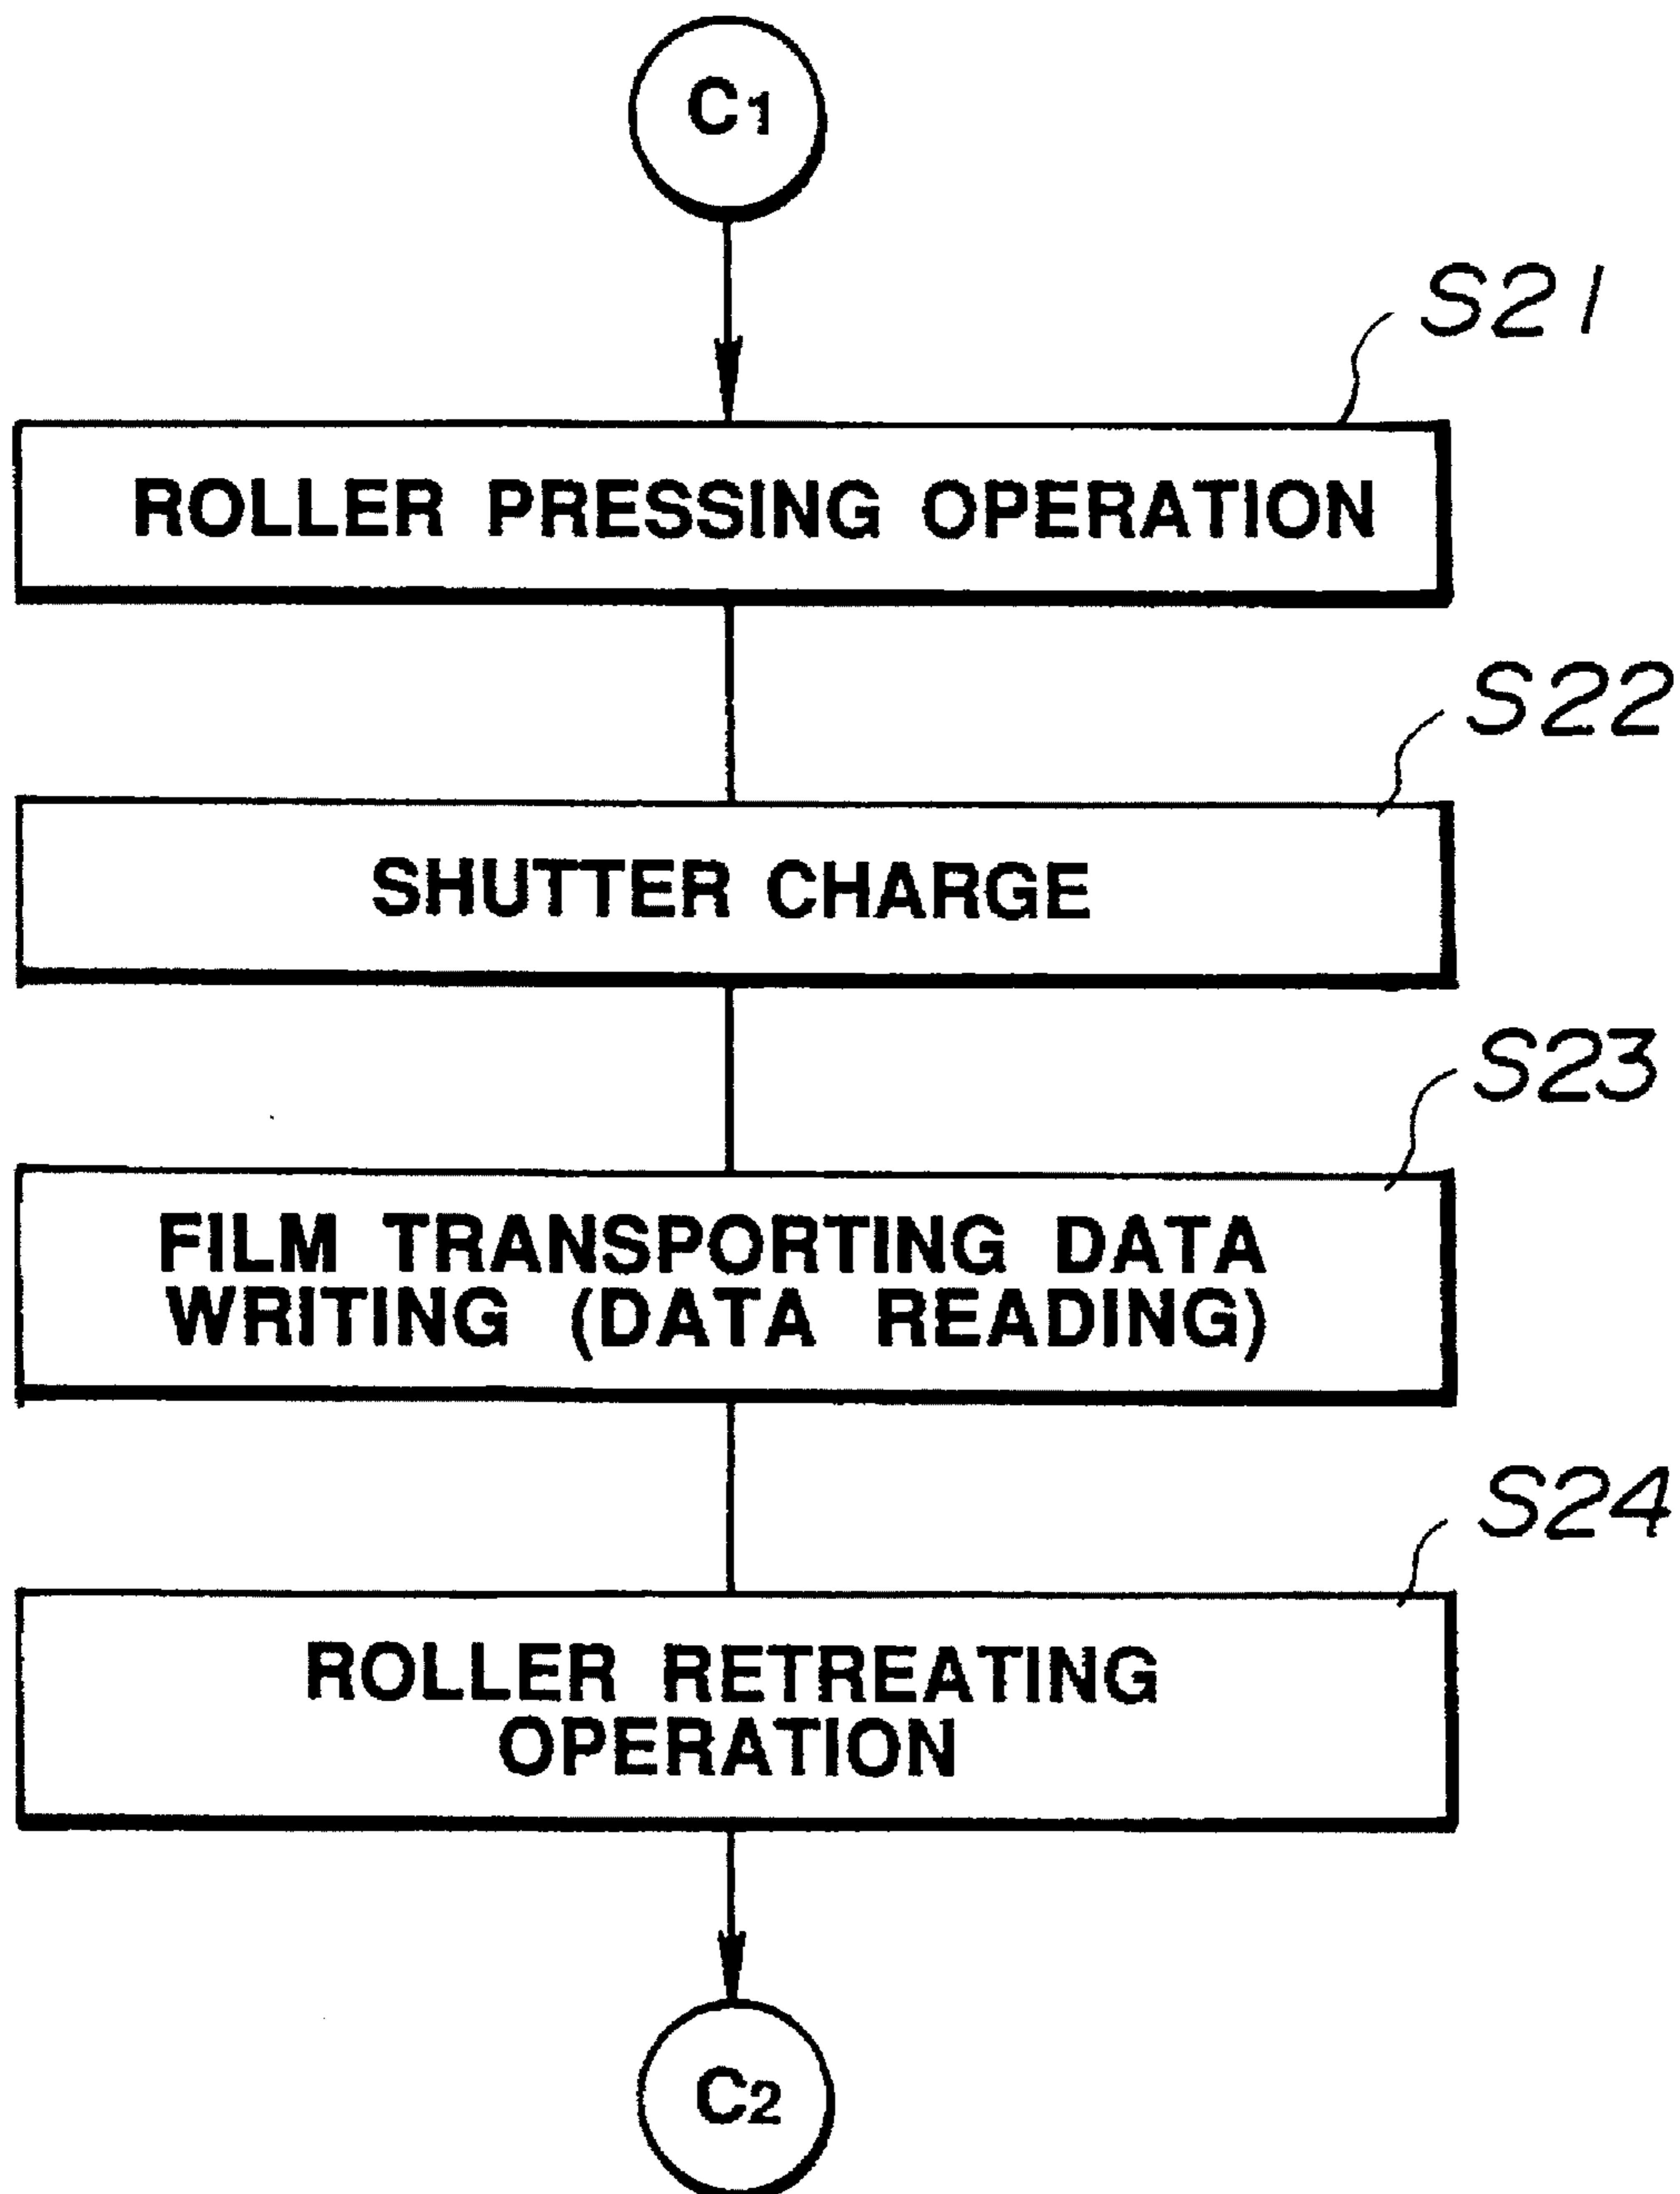 C1
S21
ROLLER PRESSING OPERATION
S22
SHUTTER CHARGE
S23
FILM TRANSPORTING DATA
WRITING (DATA READING)
S24
ROLLER RETREATING
OPERATION
C2